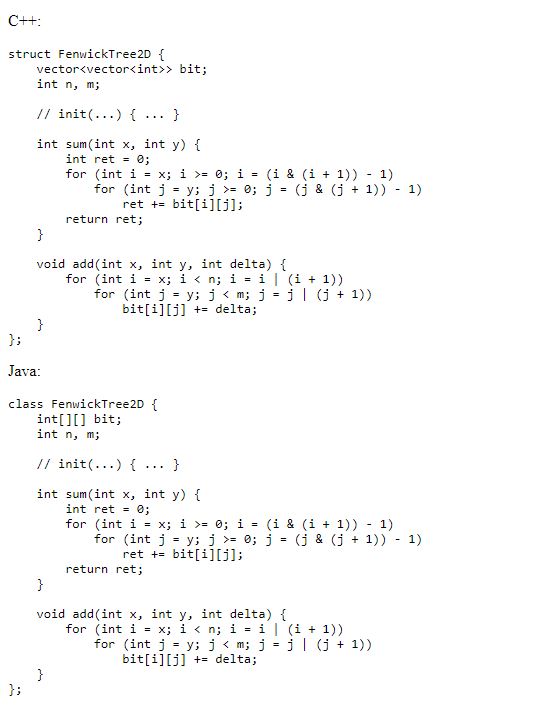 C++:
struct FenwickTree2D {
    vector<vector<int>> bit;
    int n, m;
    // init(...) { ... }
    int sum(int x, int y) {
        int ret = 0;
        for (int i = x; i >= 0; i = (i & (i + 1)) - 1)
            for (int j = y; j >= 0; j = (j & (j + 1)) - 1)
                ret += bit[i][j];
        return ret;
    }
    void add(int x, int y, int delta) {
        for (int i = x; i < n; i = i | (i + 1))
            for (int j = y; j < m; j = j | (j + 1))
                bit[i][j] += delta;
    }
};
Java:
class FenwickTree2D {
    int[][] bit;
    int n, m;
    // init(...) { ... }
    int sum(int x, int y) {
        int ret = 0;
        for (int i = x; i >= 0; i = (i & (i + 1)) - 1)
            for (int j = y; j >= 0; j = (j & (j + 1)) - 1)
                ret += bit[i][j];
        return ret;
    }
    void add(int x, int y, int delta) {
        for (int i = x; i < n; i = i | (i + 1))
            for (int j = y; j < m; j = j | (j + 1))
                bit[i][j] += delta;
    }
};